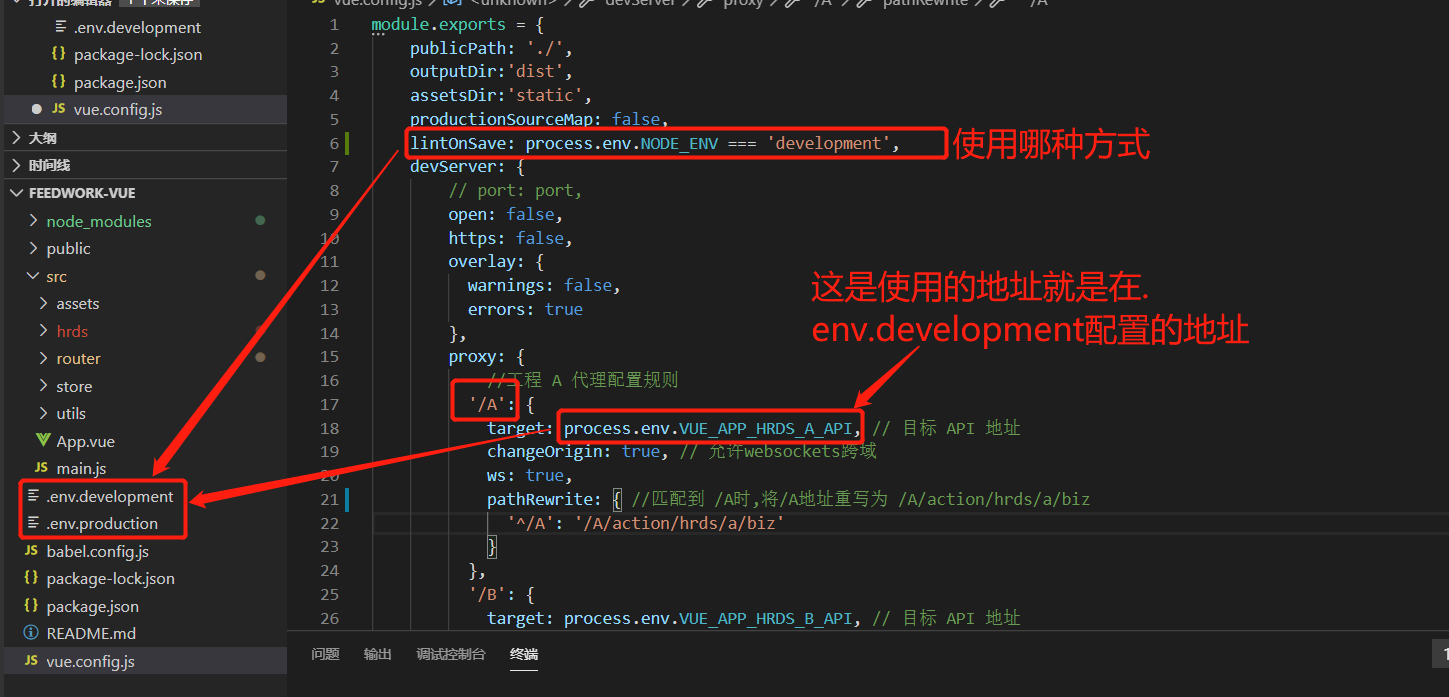 .env.development
package-lock.json
package.json
vue.config.js
大纲
时间线
FEEDWORK-VUE
node_modules
public
src
assets
hrds
router
store
utils
App.vue
main.js
.env.development
.env.production
babel.config.js
package-lock.json
package.json
README.md
vue.config.js
vue.config.js > <unknown> > devServer > proxy > '/A' > pathRewrite > '^/A'
1 module.exports = {
2 publicPath: './',
3 outputDir:'dist',
4 assetsDir:'static',
5 productionSourceMap: false,
6 lintOnSave: process.env.NODE_ENV === 'development',
使用哪种方式
7 devServer: {
8 // port: port,
9 open: false,
10 https: false,
11 overlay: {
12 warnings: false,
13 errors: true
14 },
15 proxy: {
这是使用的地址就是在.
env.development配置的地址
16 //工程 A 代理配置规则
17 '/A': {
18 target: process.env.VUE_APP_HRDS_A_API, // 目标 API 地址
19 changeOrigin: true, // 允许websockets跨域
20 ws: true,
21 pathRewrite: { //匹配到 /A时,将/A地址重写为 /A/action/hrds/a/biz
22 '^/A': '/A/action/hrds/a/biz'
23 }
24 },
25 '/B': {
26 target: process.env.VUE_APP_HRDS_B_API, // 目标 API 地址
问题 输出 调试控制台 终端